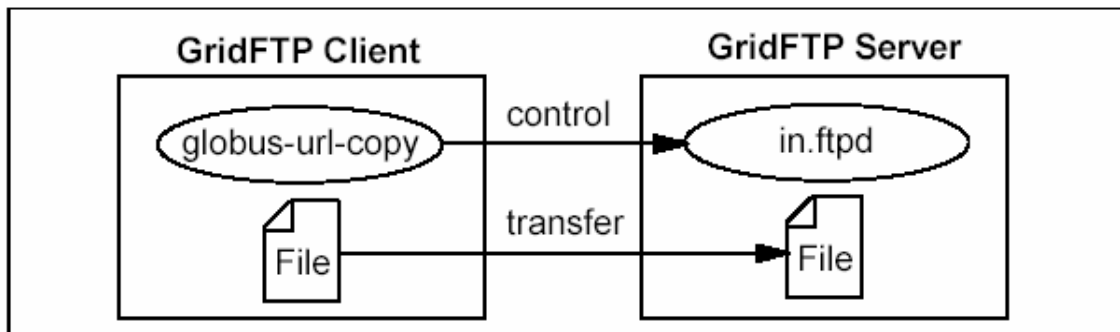 GridFTP Client
GridFTP Server
globus-url-copy
control
in.ftpd
File
transfer
File